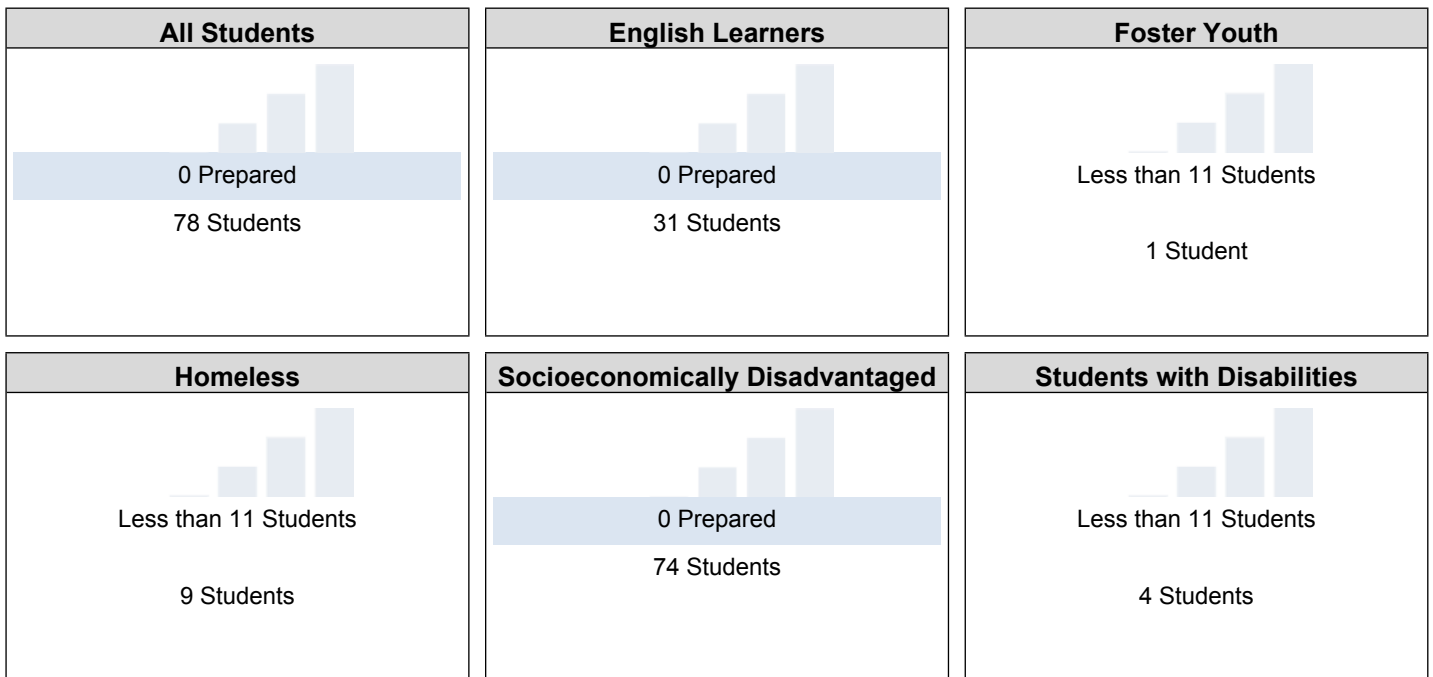 All Students
0 Prepared
78 Students
English Learners
0 Prepared
31 Students
Foster Youth
Less than 11 Students
1 Student
Homeless
Less than 11 Students
9 Students
Socioeconomically Disadvantaged
0 Prepared
74 Students
Students with Disabilities
Less than 11 Students
4 Students